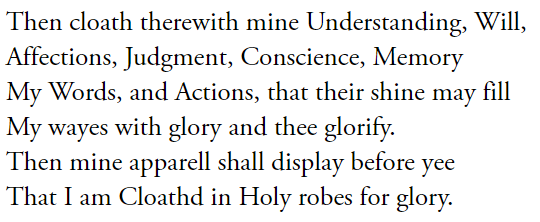 Then cloath therewith mine Understanding, Will,
Affections, Judgment, Conscience, Memory
My Words, and Actions, that their shine may fill
My wayes with glory and thee glorify.
Then mine apparell shall display before yee
That I am Cloathd in Holy robes for glory.